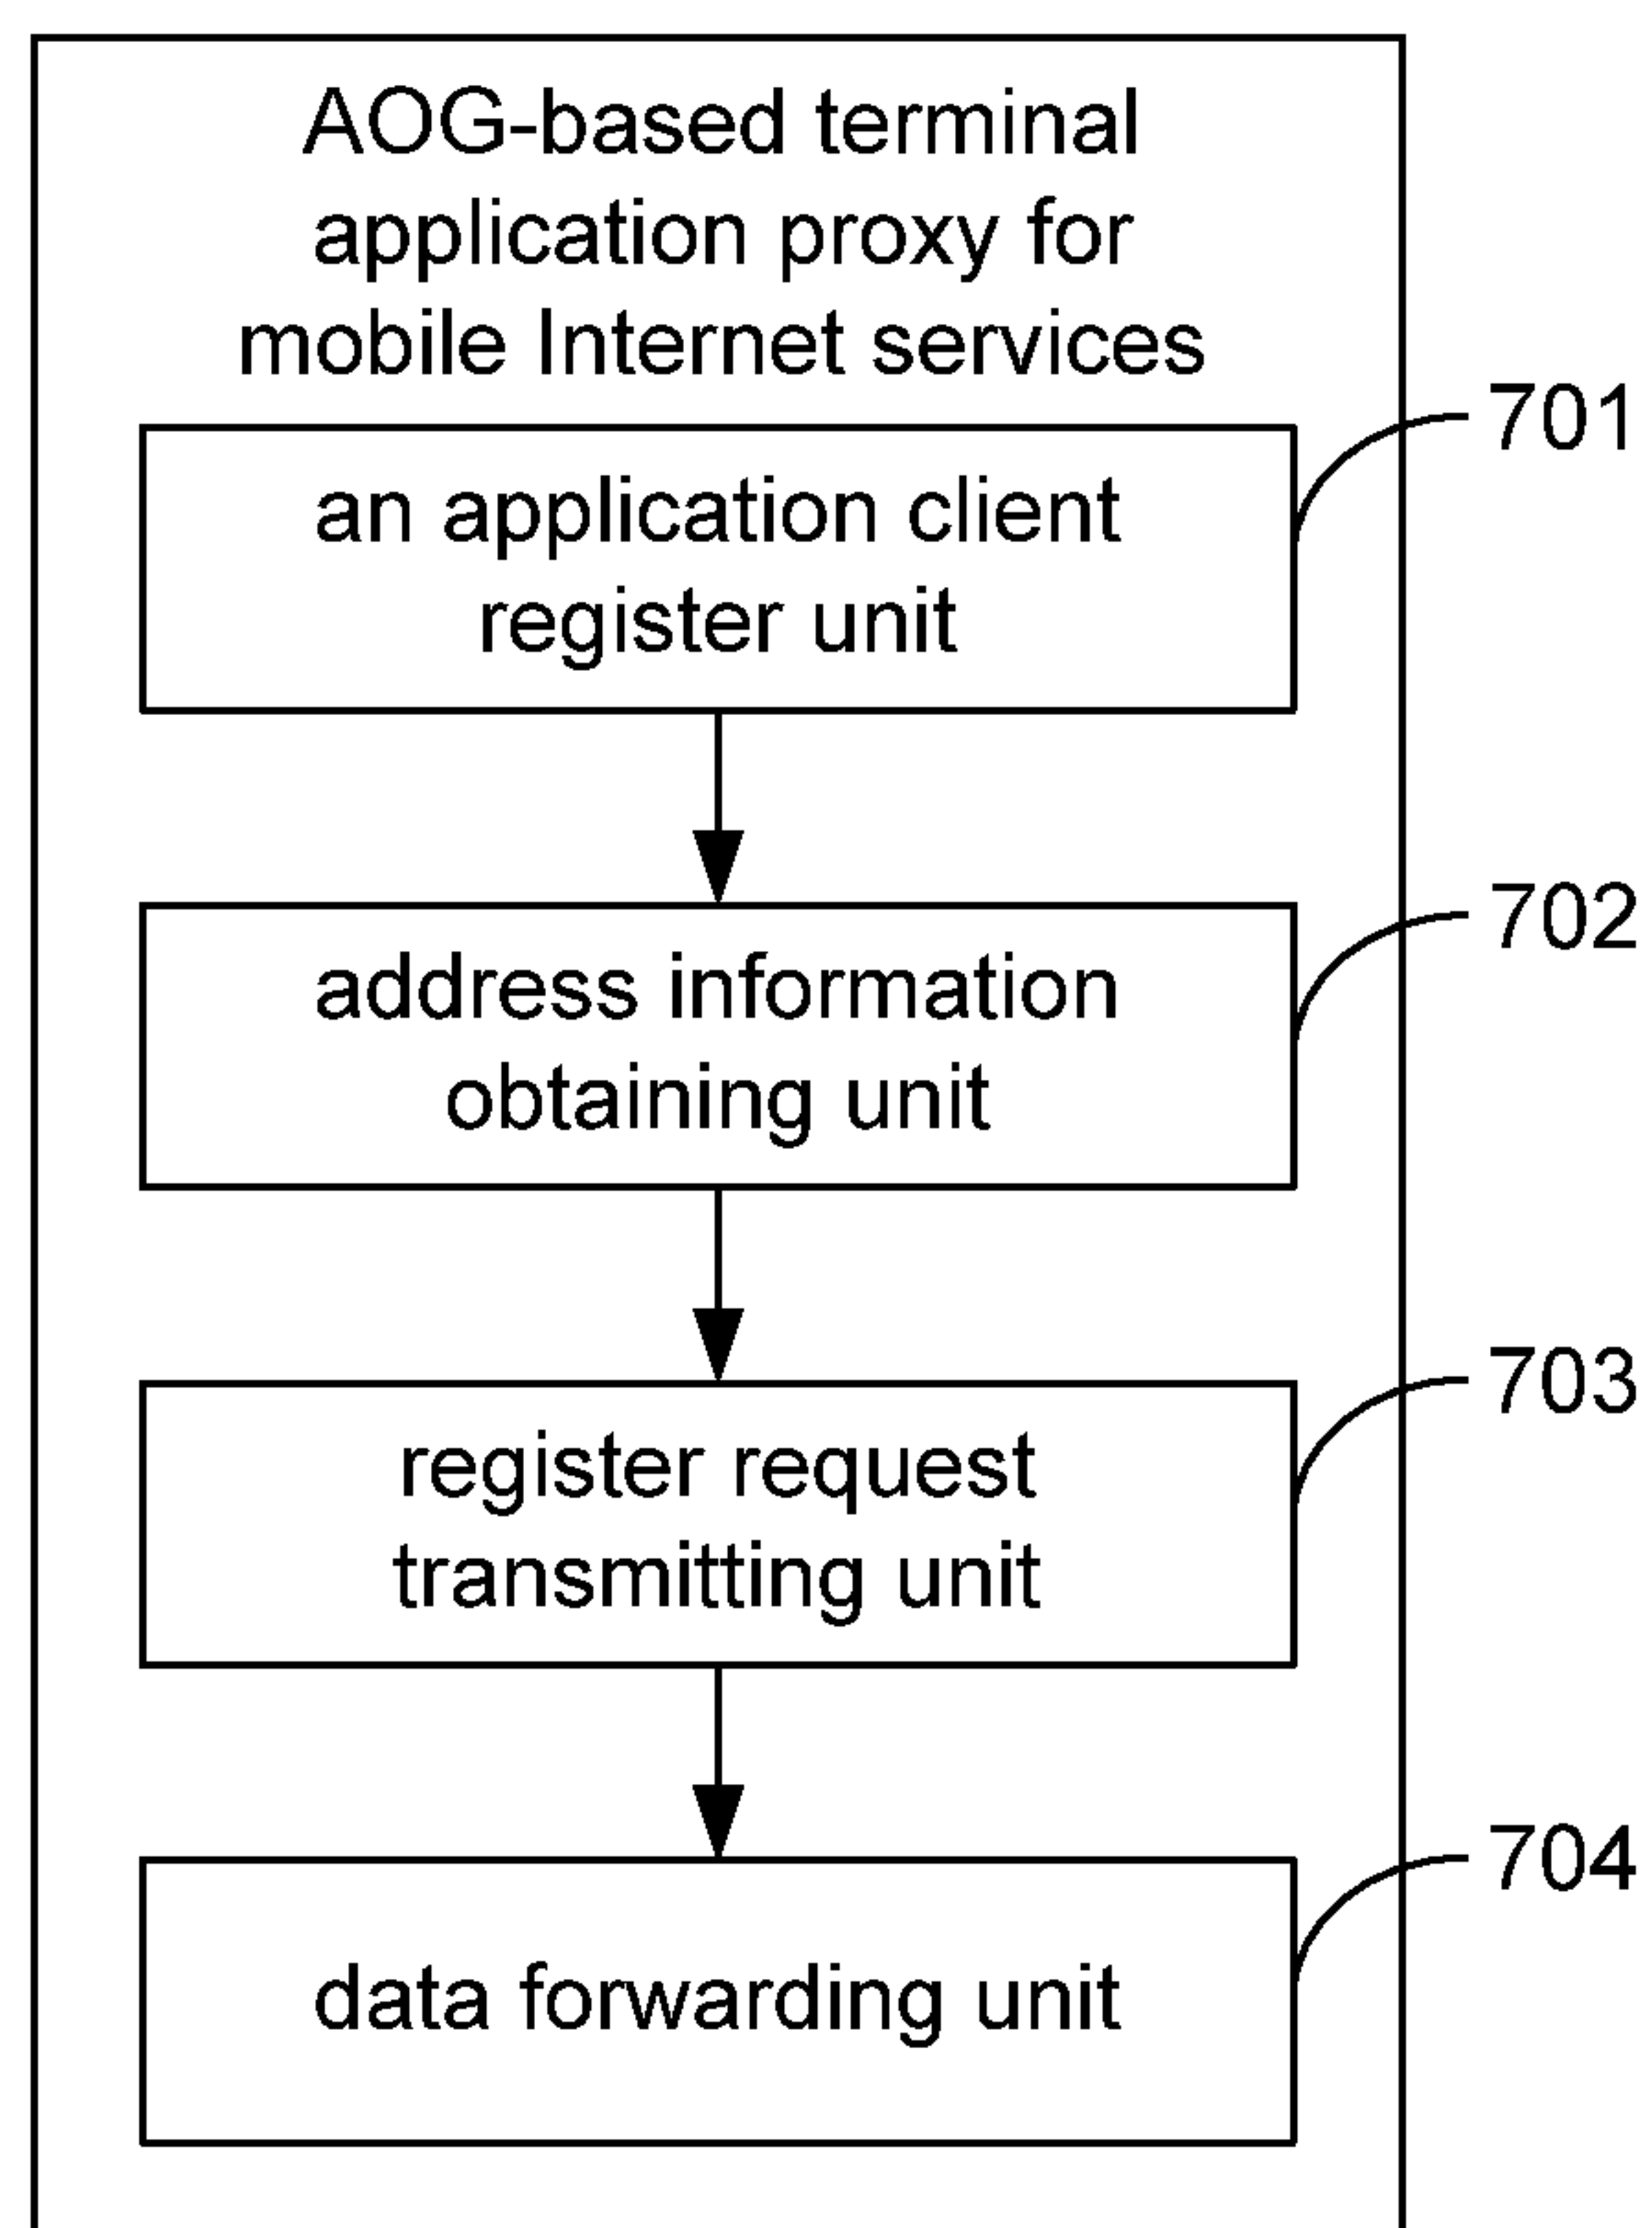 AOG-based terminal
application proxy for
mobile Internet services
701
an application client
register unit
702
address information
obtaining unit
703
register request
transmitting unit
704
data forwarding unit